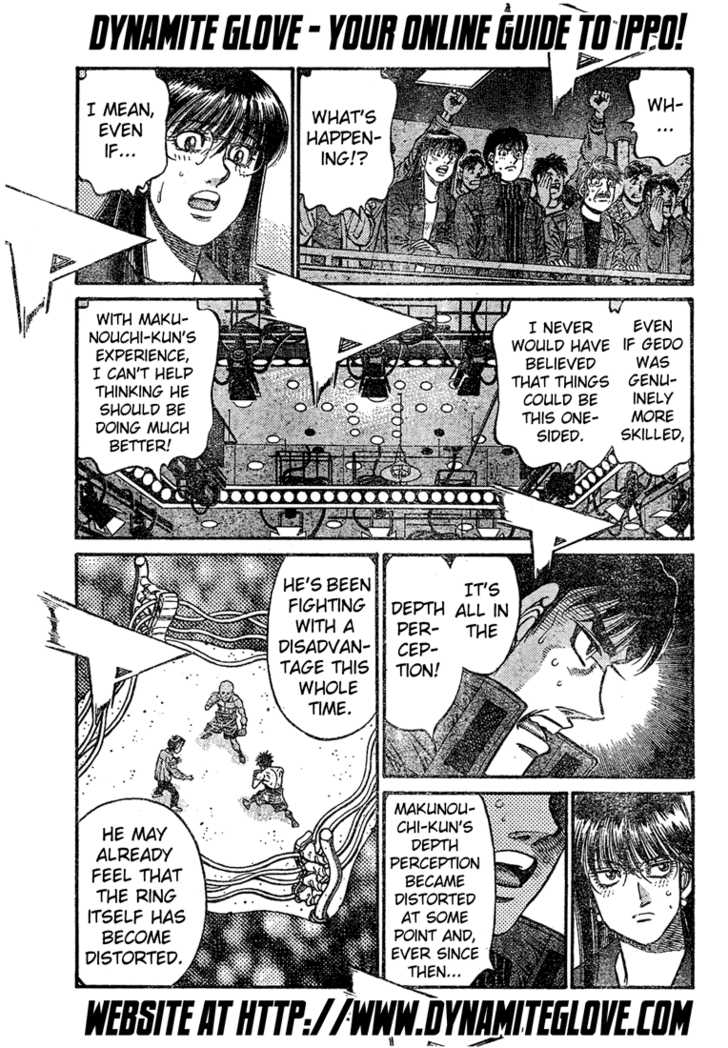 DYNAMITE GLOVE - YOUR ONLINE GUIDE TO IPPO!
WH-
...
WHAT'S
HAPPEN-
ING!?
I MEAN,
EVEN
IF...
EVEN
IF GEDO
WAS
GENU-
INELY
MORE
SKILLED,
I NEVER
WOULD HAVE
BELIEVED
THAT THINGS
COULD BE
THIS ONE-
SIDED.
WITH MAKU-
NOUCHI-KUN'S
EXPERIENCE,
I CAN'T HELP
THINKING HE
SHOULD BE
DOING MUCH
BETTER!
IT'S
ALL IN
THE
DEPTH
PER-
CEP-
TION!
MAKUNOU-
CHI-KUN'S
DEPTH
PERCEPTION
BECAME
DISTORTED
AT SOME
POINT AND,
EVER SINCE
THEN...
HE'S BEEN
FIGHTING
WITH A
DISADVAN-
TAGE THIS
WHOLE
TIME.
HE MAY
ALREADY
FEEL THAT
THE RING
ITSELF HAS
BECOME
DISTORTED.
WEBSITE AT HTTP://WWW.DYNAMITEGLOVE.COM